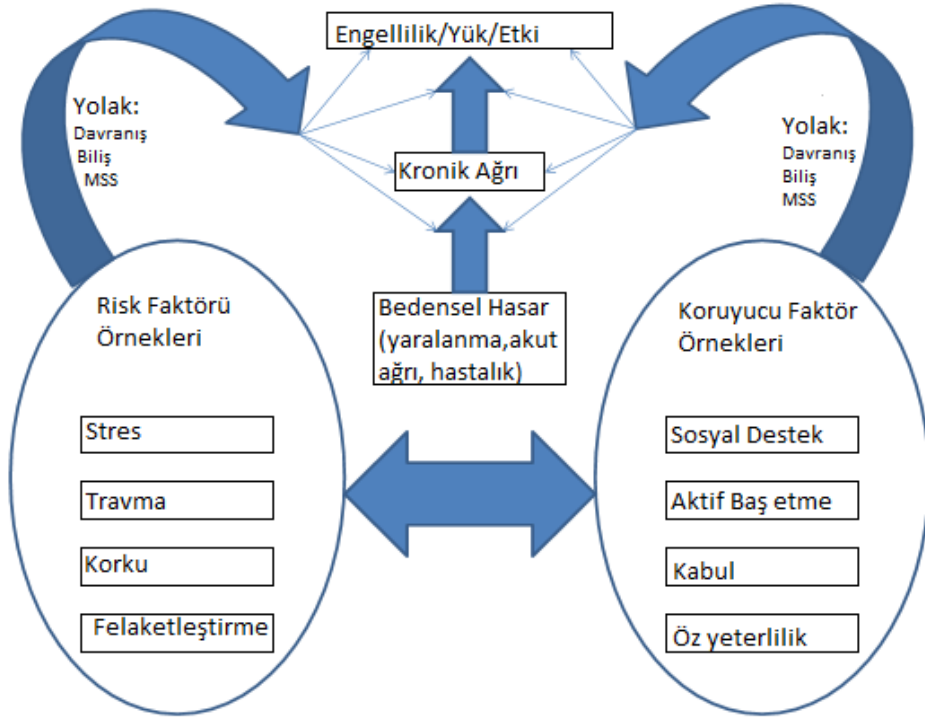 Engellilik/Yük/Etki
Yolak:
Davranış
Biliş
MSS
Yolak:
Davranış
Biliş
MSS
Kronik Ağrı
Bedensel Hasar
(yaralanma,akut
ağrı, hastalık)
Risk Faktörü
Örnekleri
Stres
Travma
Korku
Felaketleştirme
Koruyucu Faktör
Örnekleri
Sosyal Destek
Aktif Baş etme
Kabul
Öz yeterlilik